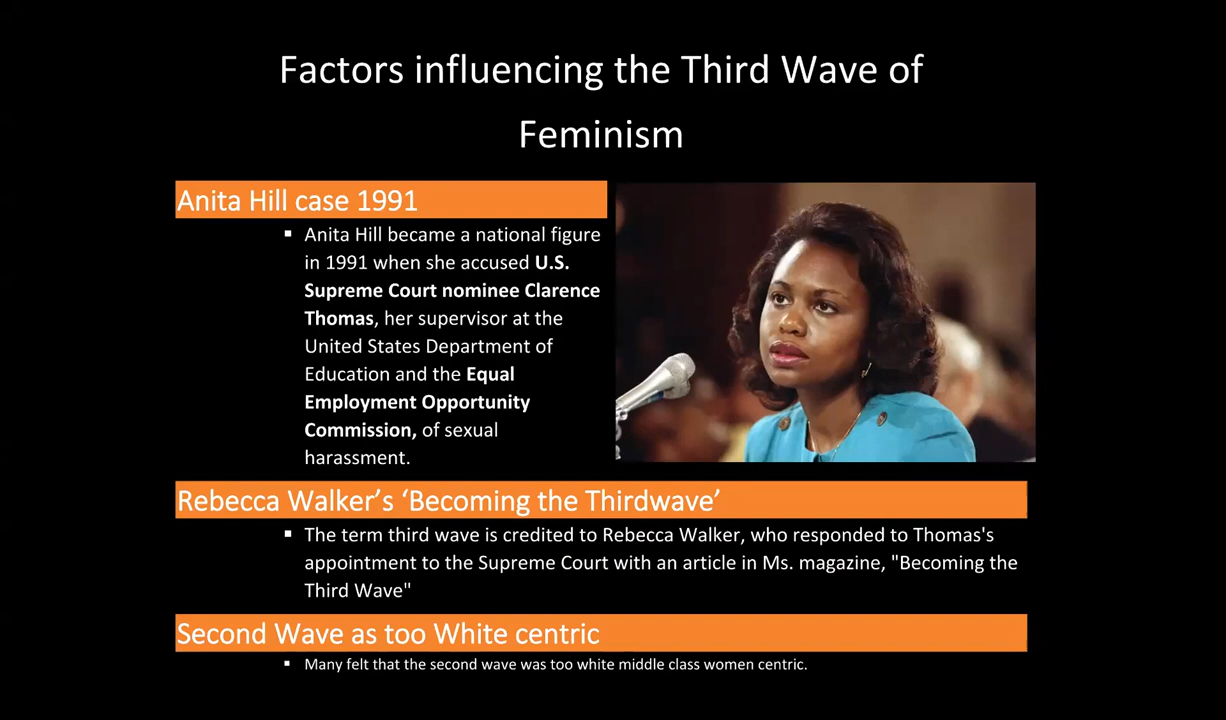 Factors influencing the Third Wave of
Feminism
Anita Hill case 1991
▪ Anita Hill became a national figure
in 1991 when she accused U.S.
Supreme Court nominee Clarence
Thomas, her supervisor at the
United States Department of
Education and the Equal
Employment Opportunity
Commission, of sexual
harassment.
Rebecca Walker’s ‘Becoming the Thirdwave’
▪ The term third wave is credited to Rebecca Walker, who responded to Thomas's
appointment to the Supreme Court with an article in Ms. magazine, "Becoming the
Third Wave"
Second Wave as too White centric
▪ Many felt that the second wave was too white middle class women centric.